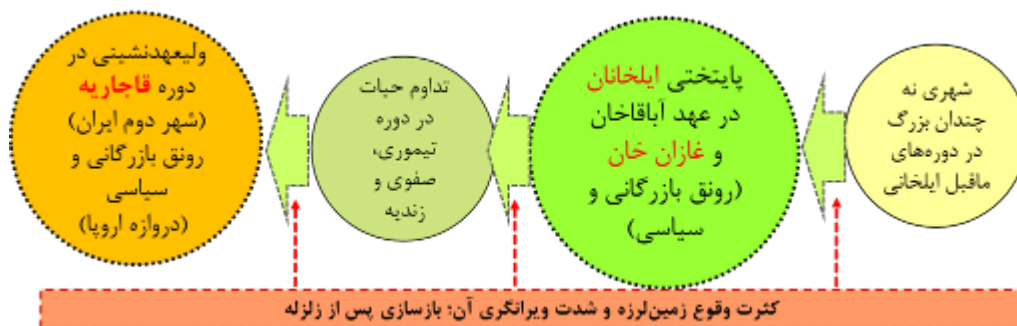 شهری نه
چندان بزرگ
در دوره‌های
ماقبل ایلخانی
پایتختی ایلخانان
در عهد آباقاخان
و غازان خان
(رونق بازرگانی و
سیاسی)
تداوم حیات
در دوره
تیموری،
صفوی و
زندیه
ولیعهدنشینی در
دوره قاجاریه
(شهر دوم ایران)
رونق بازرگانی و
سیاسی
(دروازه اروپا)
کثرت وقوع زمین‌لرزه و شدت ویرانگری آن؛ بازسازی پس از زلزله